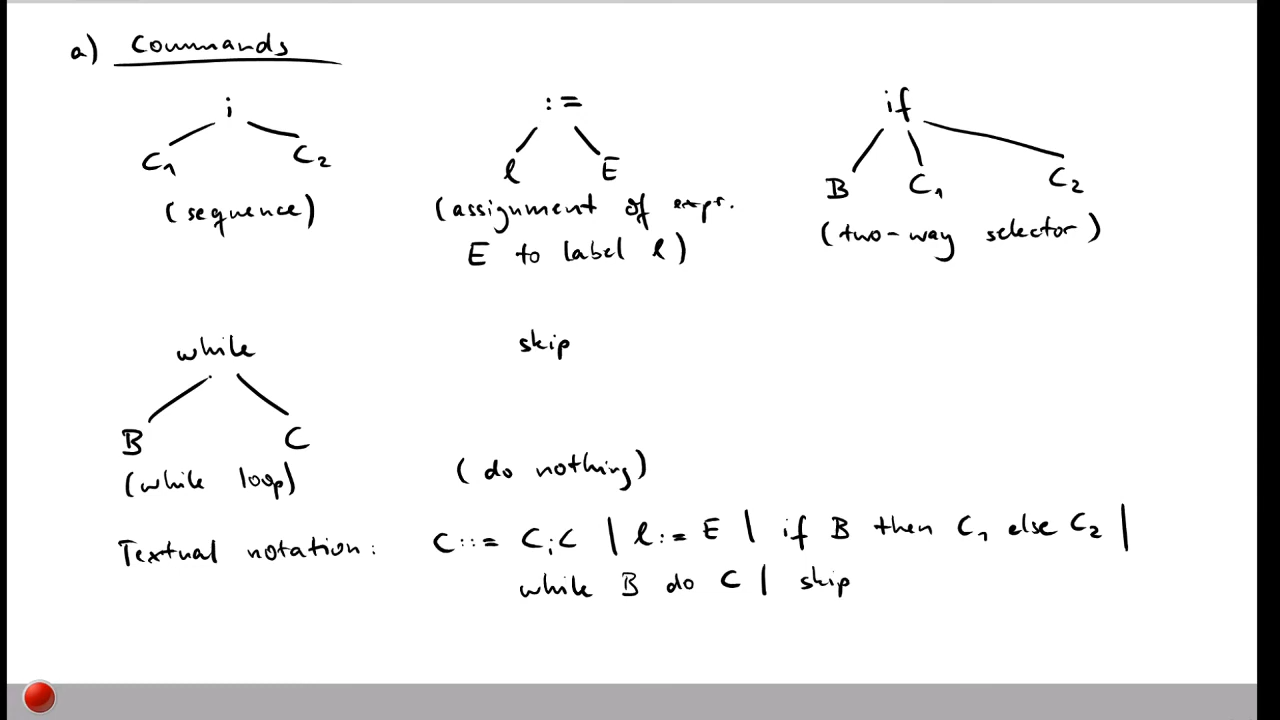 a) Commands
; := if
C₁ C₂ l E B C₁ C₂
(sequence) (assignment of expr. (two-way selector)
E to label l)
while skip
B C
(while loop) (do nothing)
Textual notation: C ::= C;C | l := E | if B then C₁ else C₂ |
while B do C | skip